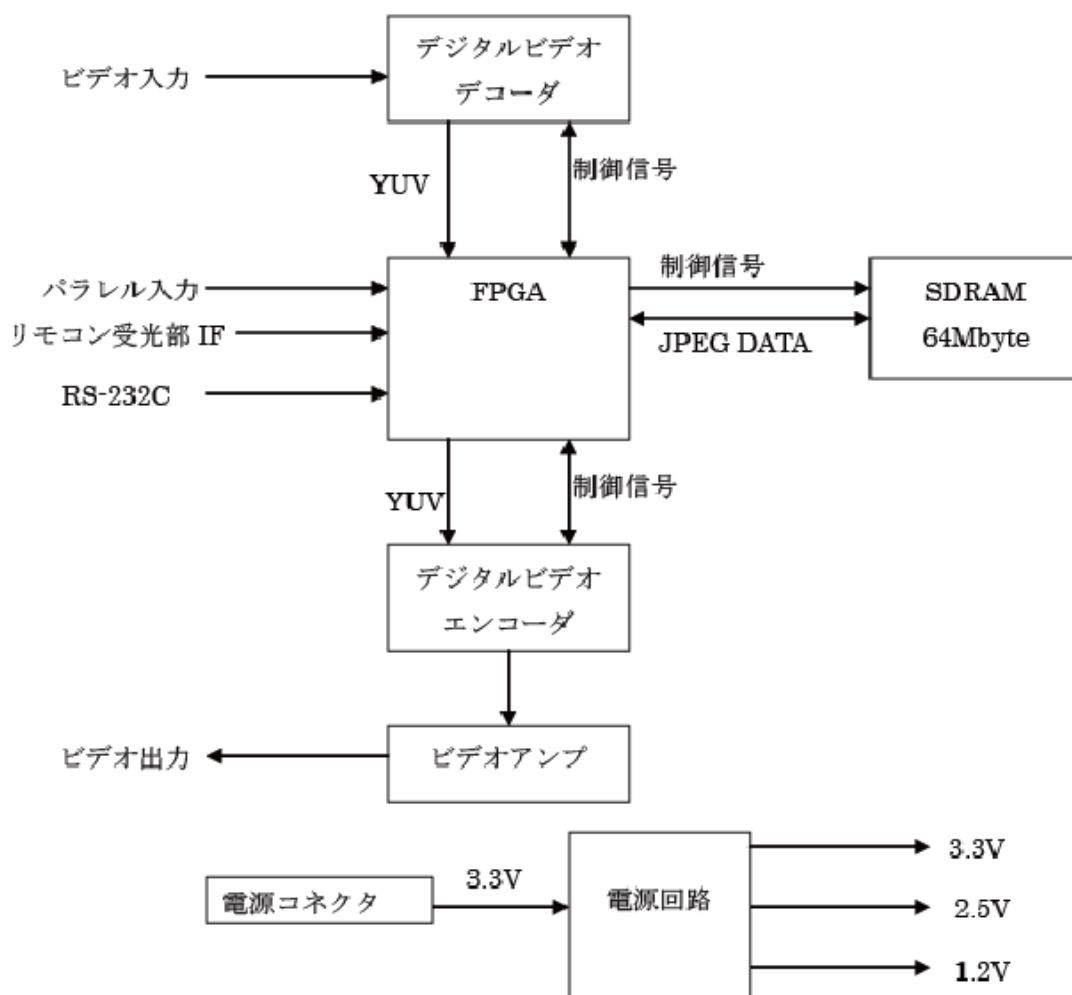 デジタルビデオ
デコーダ
ビデオ入力
YUV
制御信号
パラレル入力
リモコン受光部 IF
RS-232C
FPGA
制御信号
JPEG DATA
SDRAM
64Mbyte
YUV
制御信号
デジタルビデオ
エンコーダ
ビデオ出力
ビデオアンプ
電源コネクタ
3.3V
電源回路
3.3V
2.5V
1.2V